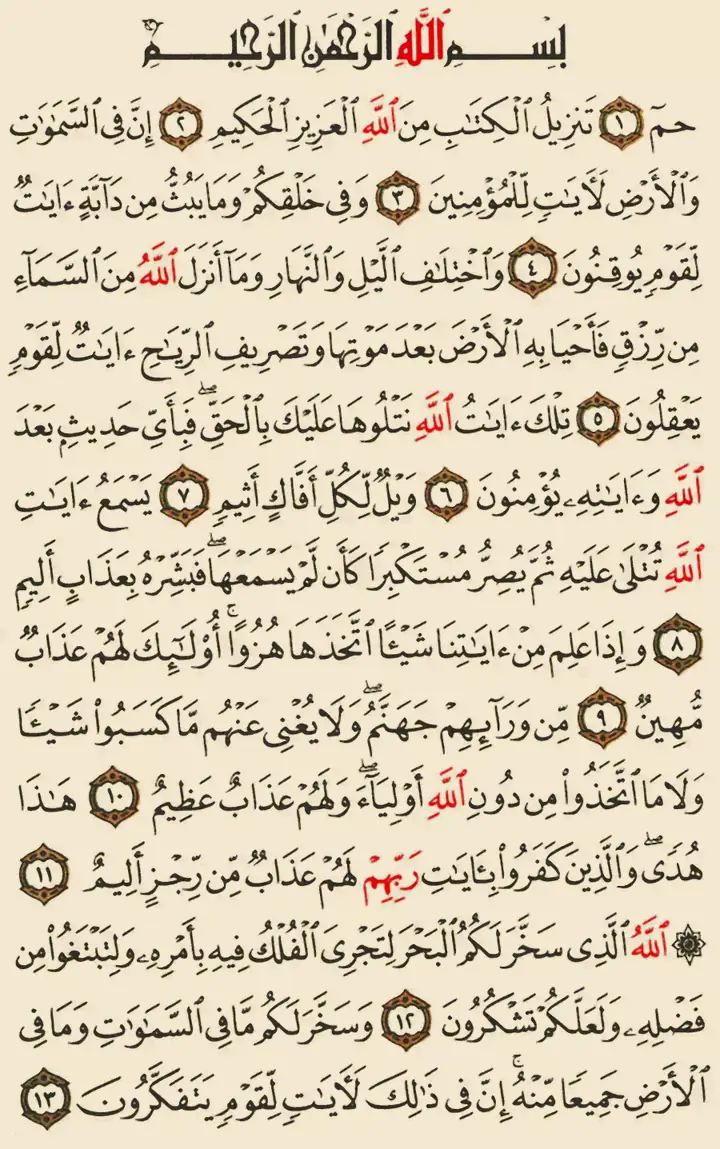 بِسْمِ ٱللَّهِ ٱلرَّحْمَٰنِ ٱلرَّحِيمِ
حمٓ ١ تَنزِيلُ ٱلْكِتَٰبِ مِنَ ٱللَّهِ ٱلْعَزِيزِ ٱلْحَكِيمِ ٢ إِنَّ فِى ٱلسَّمَٰوَٰتِ
وَٱلْأَرْضِ لَءَايَٰتٍ لِّلْمُؤْمِنِينَ ٣ وَفِى خَلْقِكُمْ وَمَا يَبُثُّ مِن دَآبَّةٍ ءَايَٰتٌ
لِّقَوْمٍ يُوقِنُونَ ٤ وَٱخْتِلَٰفِ ٱلَّيْلِ وَٱلنَّهَارِ وَمَآ أَنزَلَ ٱللَّهُ مِنَ ٱلسَّمَآءِ
مِن رِّزْقٍ فَأَحْيَا بِهِ ٱلْأَرْضَ بَعْدَ مَوْتِهَا وَتَصْرِيفِ ٱلرِّيَٰحِ ءَايَٰتٌ لِّقَوْمٍ
يَعْقِلُونَ ٥ تِلْكَ ءَايَٰتُ ٱللَّهِ نَتْلُوهَا عَلَيْكَ بِٱلْحَقِّ ۖ فَبِأَىِّ حَدِيثٍۭ بَعْدَ
ٱللَّهِ وَءَايَٰتِهِۦ يُؤْمِنُونَ ٦ وَيْلٌ لِّكُلِّ أَفَّاكٍ أَثِيمٍ ٧ يَسْمَعُ ءَايَٰتِ
ٱللَّهِ تُتْلَىٰ عَلَيْهِ ثُمَّ يُصِرُّ مُسْتَكْبِرًا كَأَن لَّمْ يَسْمَعْهَا ۖ فَبَشِّرْهُ بِعَذَابٍ أَلِيمٍ
٨ وَإِذَا عَلِمَ مِنْ ءَايَٰتِنَا شَيْـًٔا ٱتَّخَذَهَا هُزُوًا ۚ أُو۟لَٰٓئِكَ لَهُمْ عَذَابٌ
مُّهِينٌ ٩ مِّن وَرَآئِهِمْ جَهَنَّمُ ۖ وَلَا يُغْنِى عَنْهُم مَّا كَسَبُوا۟ شَيْـًٔا
وَلَا مَا ٱتَّخَذُوا۟ مِن دُونِ ٱللَّهِ أَوْلِيَآءَ ۖ وَلَهُمْ عَذَابٌ عَظِيمٌ ١٠ هَٰذَا
هُدًى ۖ وَٱلَّذِينَ كَفَرُوا۟ بِـَٔايَٰتِ رَبِّهِمْ لَهُمْ عَذَابٌ مِّن رِّجْزٍ أَلِيمٌ ١١
۞ ٱللَّهُ ٱلَّذِى سَخَّرَ لَكُمُ ٱلْبَحْرَ لِتَجْرِىَ ٱلْفُلْكُ فِيهِ بِأَمْرِهِۦ وَلِتَبْتَغُوا۟ مِن
فَضْلِهِۦ وَلَعَلَّكُمْ تَشْكُرُونَ ١٢ وَسَخَّرَ لَكُم مَّا فِى ٱلسَّمَٰوَٰتِ وَمَا فِى
ٱلْأَرْضِ جَمِيعًا مِّنْهُ ۚ إِنَّ فِى ذَٰلِكَ لَءَايَٰتٍ لِّقَوْمٍ يَتَفَكَّرُونَ ١٣